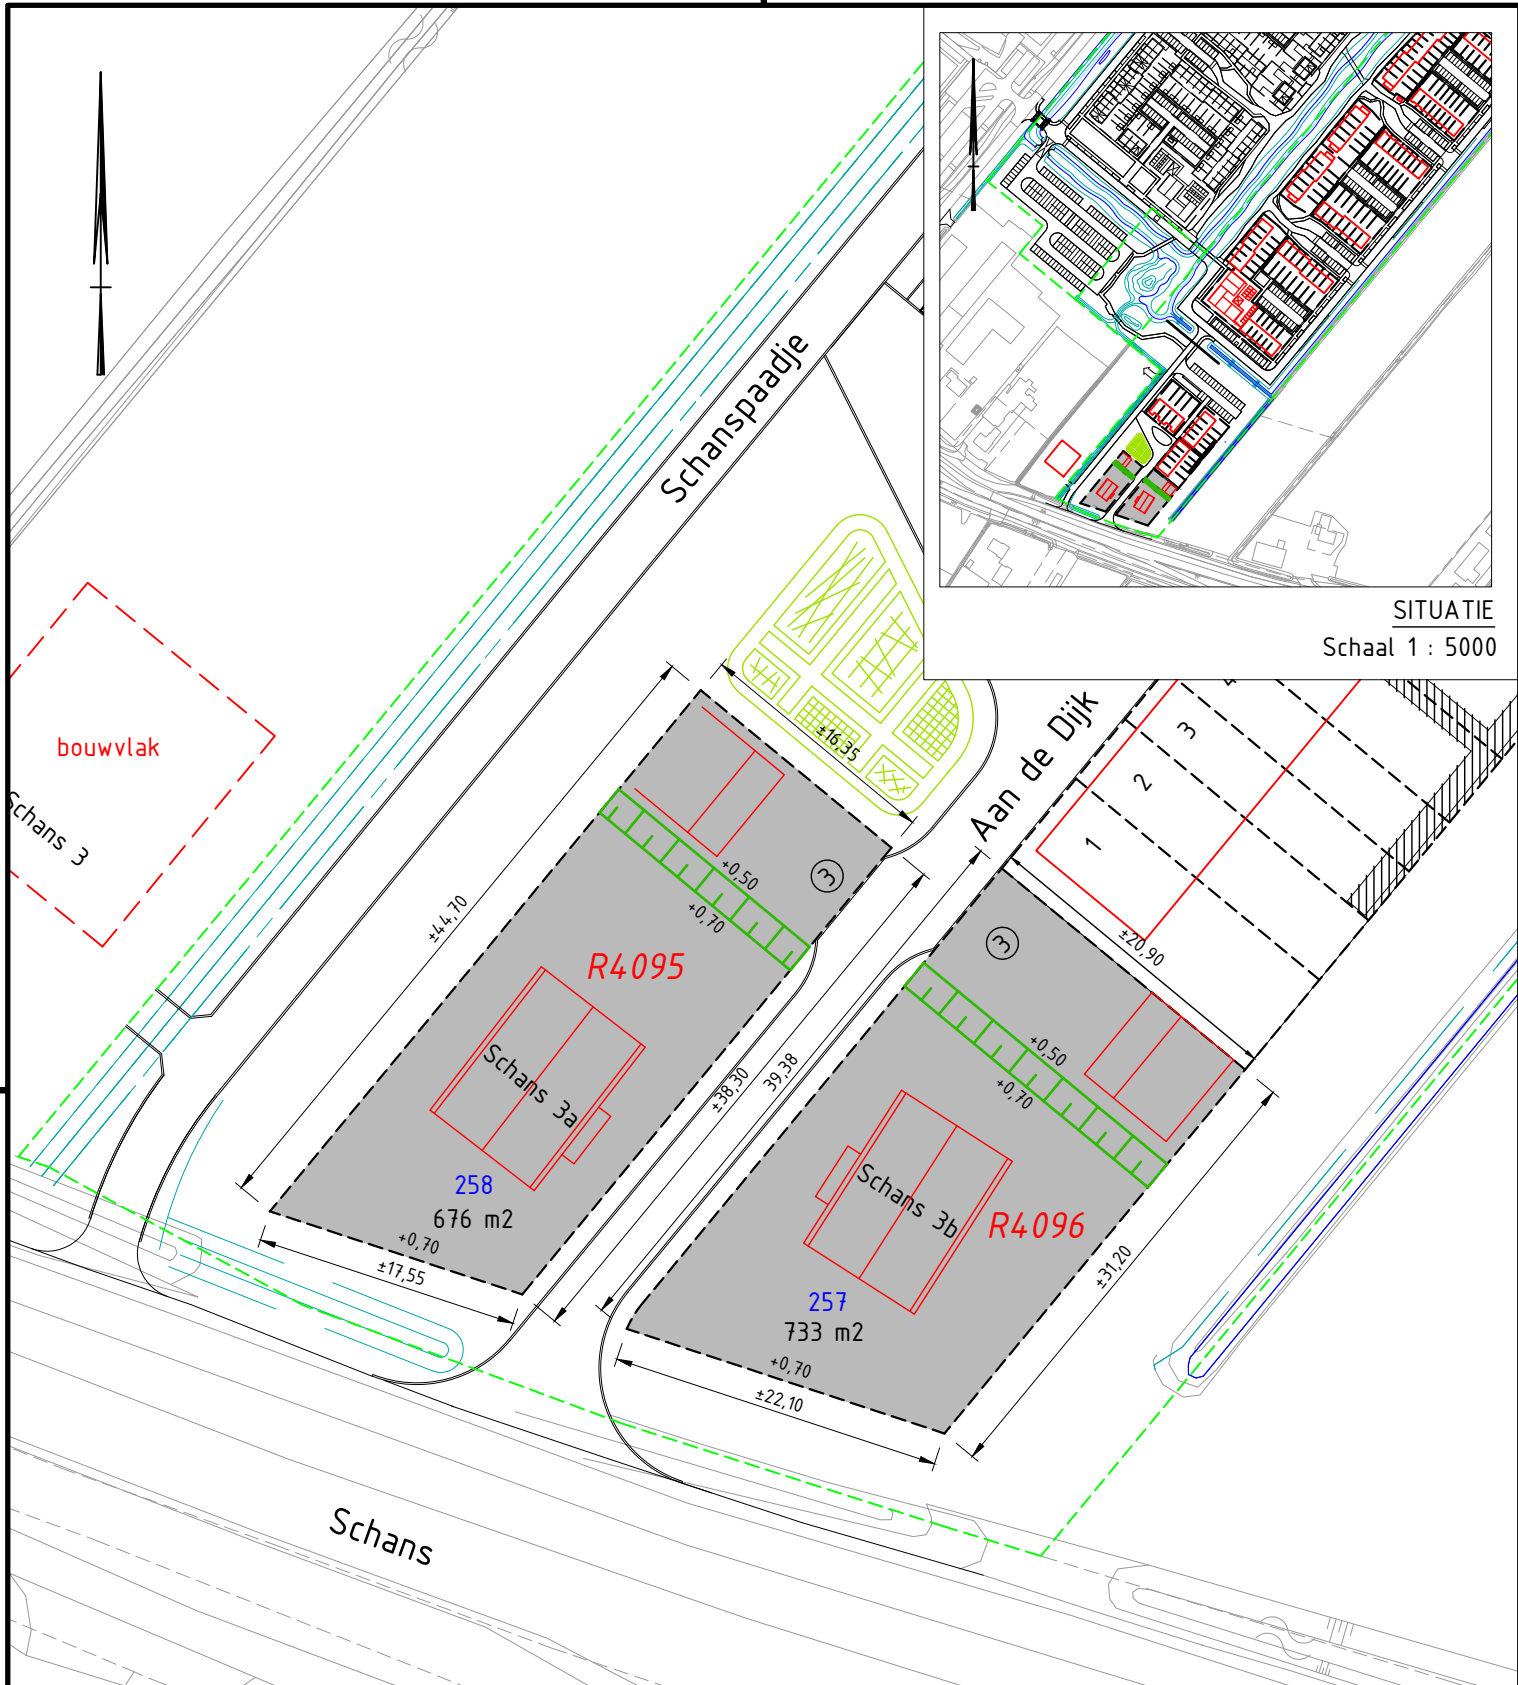 SITUATIE
Schaal 1 : 5000
Schanspaadje
bouwvlak
Schans 3
Aan de Dijk
3
2
1
±16,35
3
+0,50
+0,70
±44,70
R4095
Schans 3a
258
676 m2
+0,70
±17,55
±38,30
39,38
3
±20,90
+0,50
+0,70
Schans 3b
R4096
257
733 m2
+0,70
±22,10
±31,20
Schans